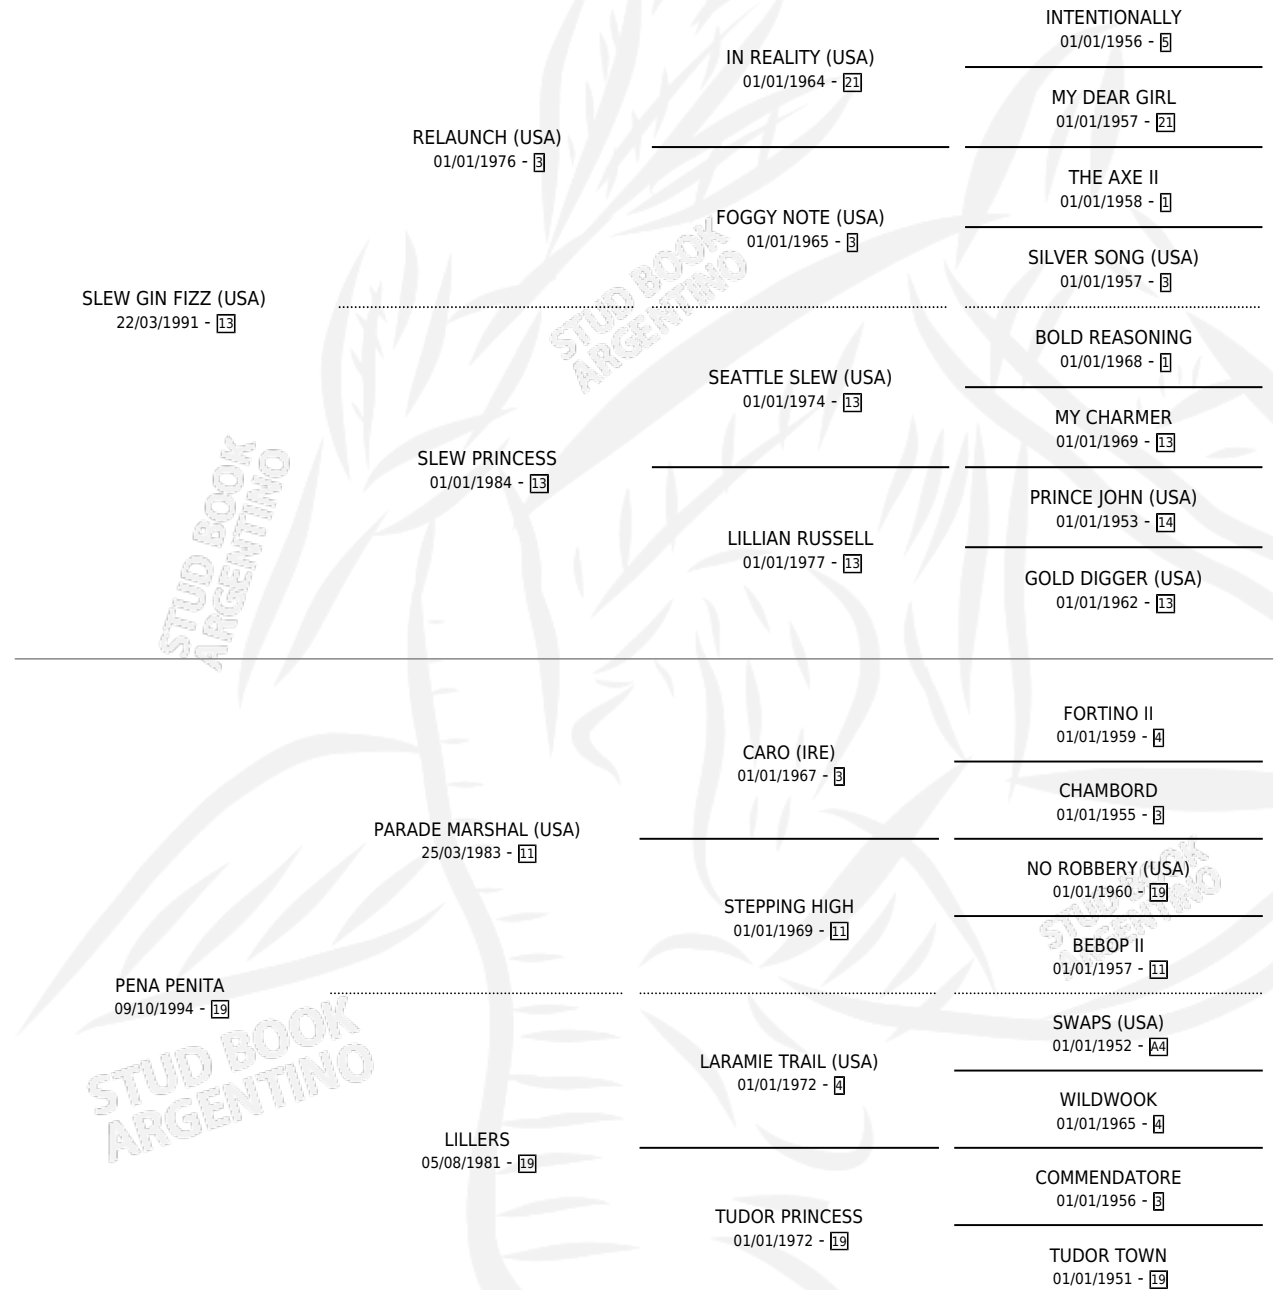 INTENTIONALLY
01/01/1956 - 5
IN REALITY (USA)
01/01/1964 - 21
MY DEAR GIRL
01/01/1957 - 21
RELAUNCH (USA)
01/01/1976 - 3
THE AXE II
01/01/1958 - 1
FOGGY NOTE (USA)
01/01/1965 - 3
SILVER SONG (USA)
01/01/1957 - 3
SLEW GIN FIZZ (USA)
22/03/1991 - 13
BOLD REASONING
01/01/1968 - 1
SEATTLE SLEW (USA)
01/01/1974 - 13
MY CHARMER
01/01/1969 - 13
SLEW PRINCESS
01/01/1984 - 13
PRINCE JOHN (USA)
01/01/1953 - 14
LILLIAN RUSSELL
01/01/1977 - 13
GOLD DIGGER (USA)
01/01/1962 - 13
FORTINO II
01/01/1959 - 4
CARO (IRE)
01/01/1967 - 3
CHAMBORD
01/01/1955 - 3
PARADE MARSHAL (USA)
25/03/1983 - 11
NO ROBBERY (USA)
01/01/1960 - 19
STEPPING HIGH
01/01/1969 - 11
BEBOP II
01/01/1957 - 11
PENA PENITA
09/10/1994 - 19
SWAPS (USA)
01/01/1952 - A4
LARAMIE TRAIL (USA)
01/01/1972 - 4
WILDWOOK
01/01/1965 - 4
LILLERS
05/08/1981 - 19
COMMENDATORE
01/01/1956 - 3
TUDOR PRINCESS
01/01/1972 - 19
TUDOR TOWN
01/01/1951 - 19
STUD BOOK
ARGENTINO
STUD BOOK
ARGENTINO
STUD BOOK
ARGENTINO
STUD BOOK
ARGENTINO